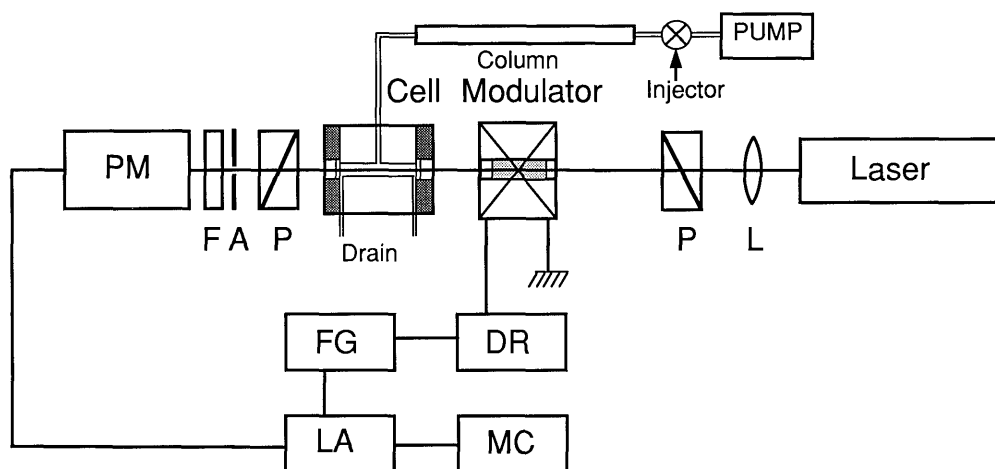 PUMP
Column
Injector
Cell Modulator
PM
Laser
F A P
P
L
Drain
FG
DR
LA
MC